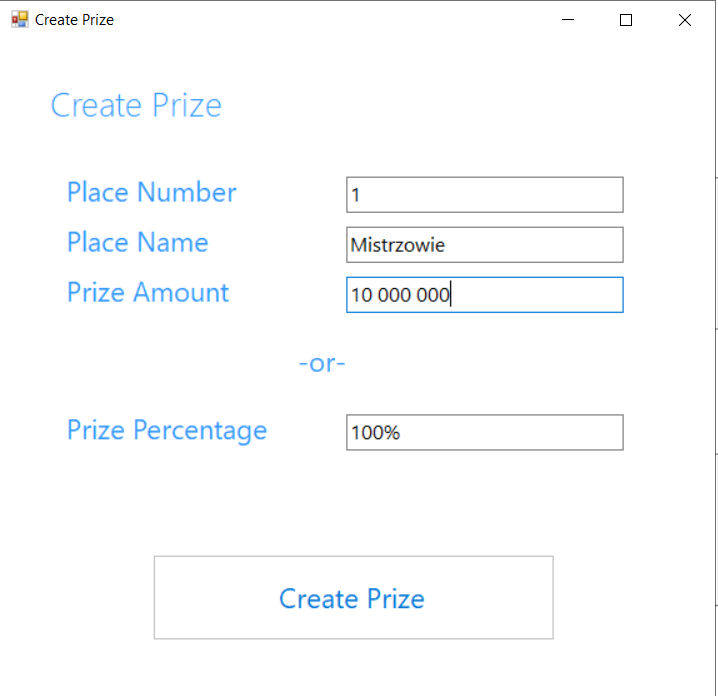 Create Prize
Create Prize
Place Number 1
Place Name Mistrzowie
Prize Amount 10 000 000
-or-
Prize Percentage 100%
Create Prize